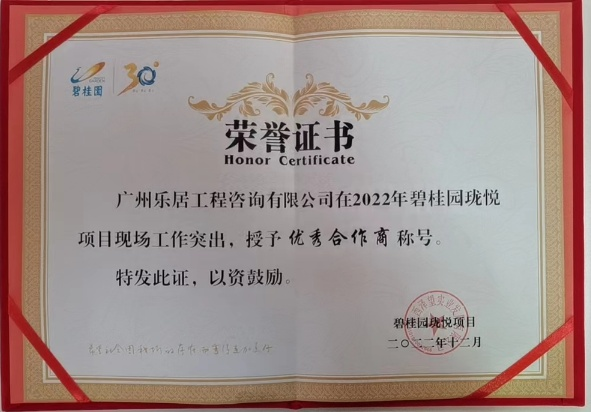 碧桂园
30°
荣誉证书
Honor Certificate
广州乐居工程咨询有限公司在2022年碧桂园珑悦
项目现场工作突出，授予 优秀合作商 称号。
特发此证，以资鼓励。
碧桂园珑悦项目
二〇二二年十二月